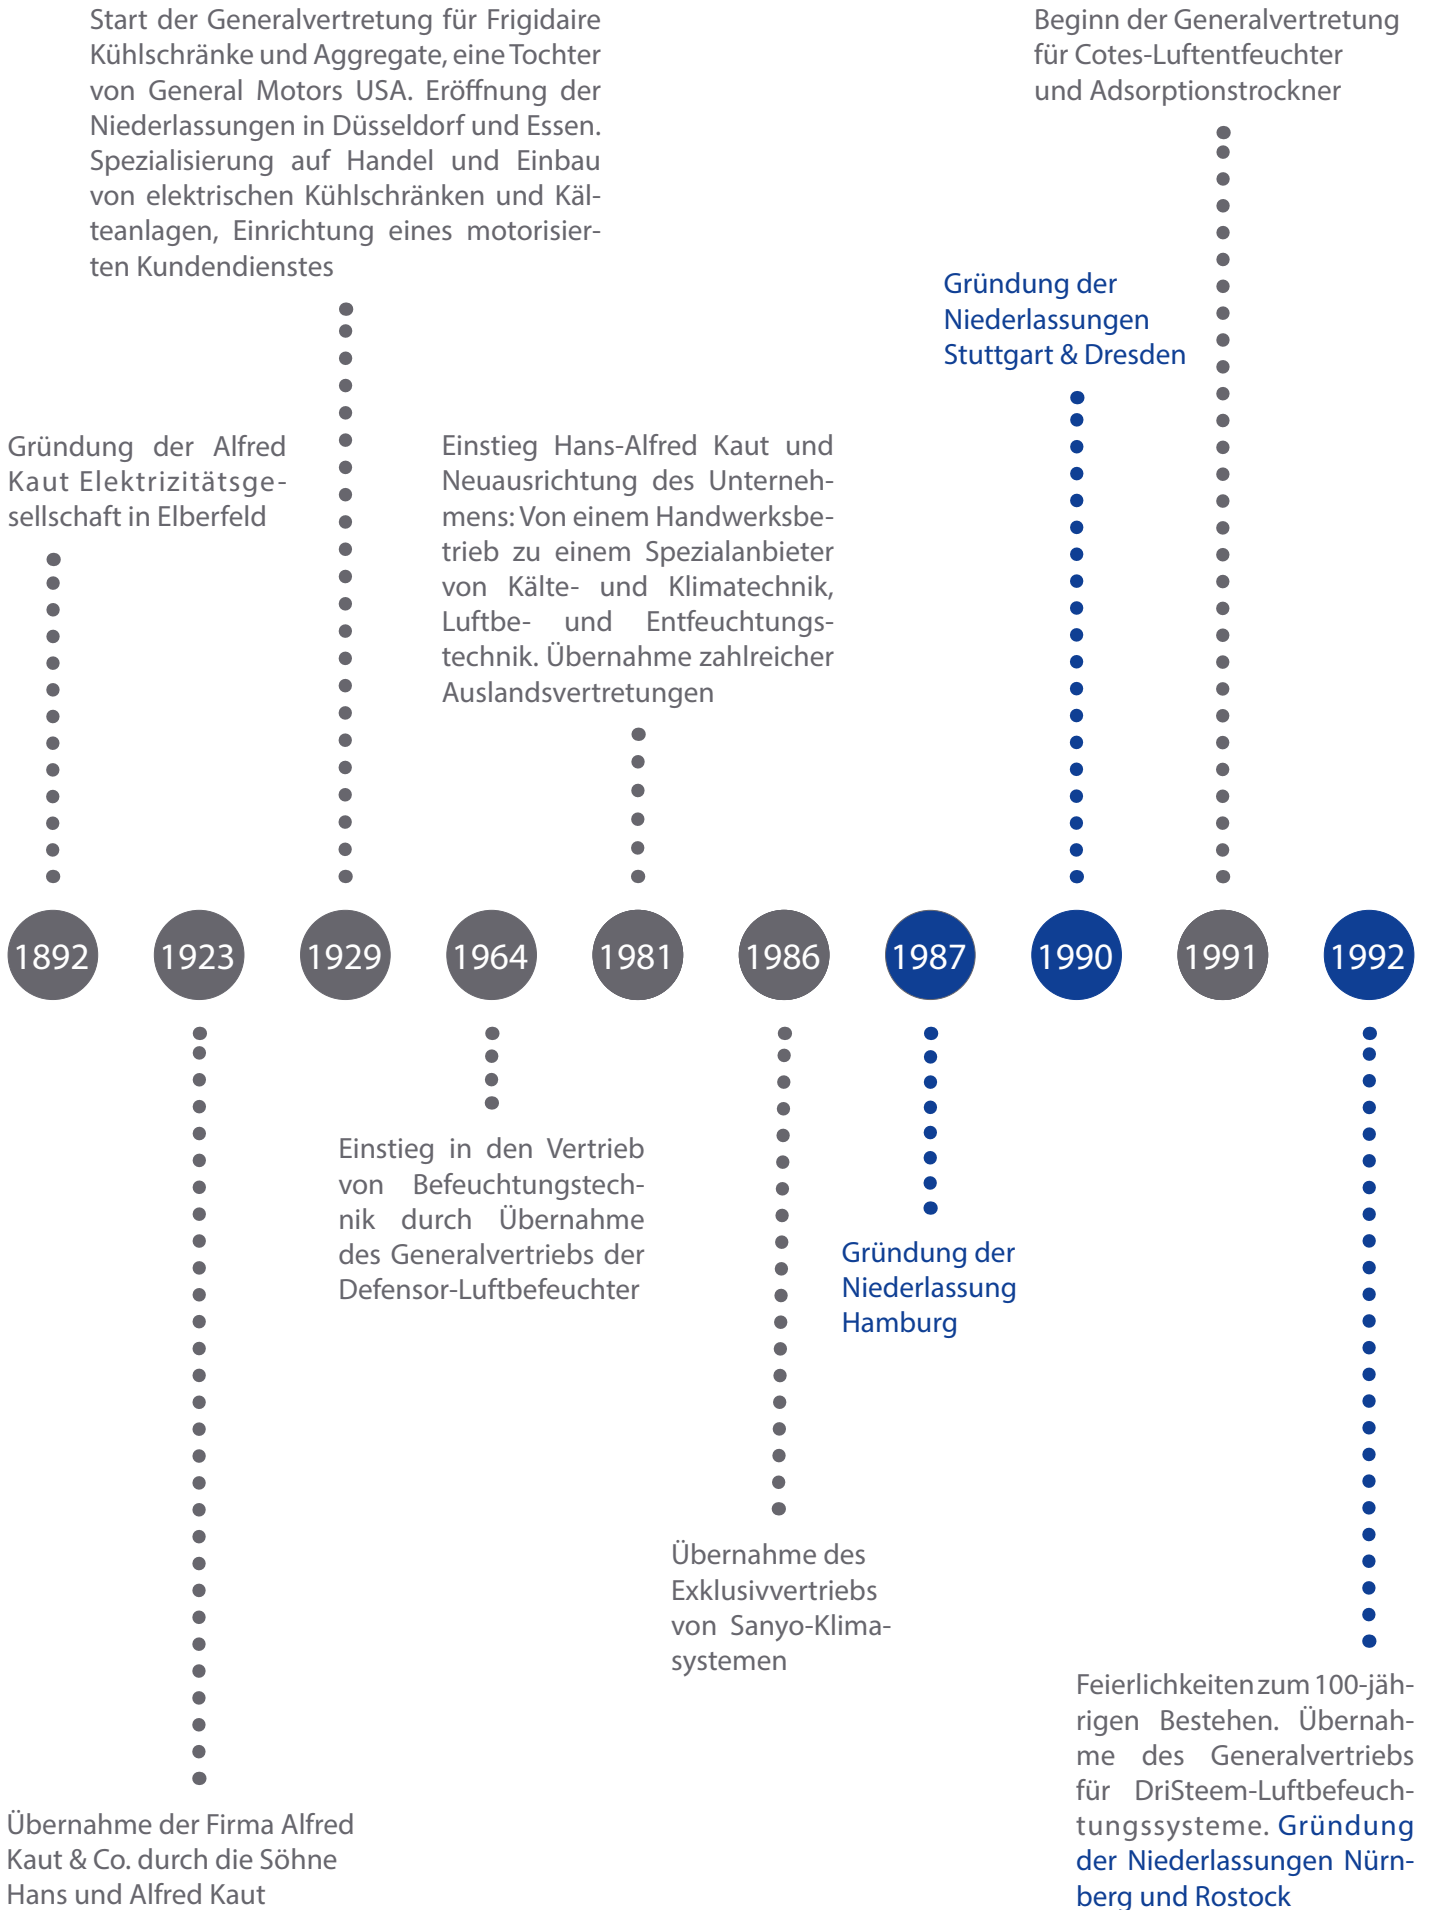 Start der Generalvertretung für Frigidaire
Kühlschränke und Aggregate, eine Tochter
von General Motors USA. Eröffnung der
Niederlassungen in Düsseldorf und Essen.
Spezialisierung auf Handel und Einbau
von elektrischen Kühlschränken und Käl-
teanlagen, Einrichtung eines motorisier-
ten Kundendienstes
Beginn der Generalvertretung
für Cotes-Luftentfeuchter
und Adsorptionstrockner
Gründung der
Niederlassungen
Stuttgart & Dresden
Gründung der Alfred
Kaut Elektrizitätsge-
sellschaft in Elberfeld
Einstieg Hans-Alfred Kaut und
Neuausrichtung des Unterneh-
mens: Von einem Handwerksbe-
trieb zu einem Spezialanbieter
von Kälte- und Klimatechnik,
Luftbe- und Entfeuchtungs-
technik. Übernahme zahlreicher
Auslandsvertretungen
1892 1923 1929 1964 1981 1986 1987 1990 1991 1992
Einstieg in den Vertrieb
von Befeuchtungstech-
nik durch Übernahme
des Generalvertriebs der
Defensor-Luftbefeuchter
Gründung der
Niederlassung
Hamburg
Übernahme des
Exklusivvertriebs
von Sanyo-Klima-
systemen
Feierlichkeiten zum 100-jäh-
rigen Bestehen. Übernah-
me des Generalvertriebs
für DriSteem-Luftbefeuch-
tungssysteme. Gründung
der Niederlassungen Nürn-
berg und Rostock
Übernahme der Firma Alfred
Kaut & Co. durch die Söhne
Hans und Alfred Kaut